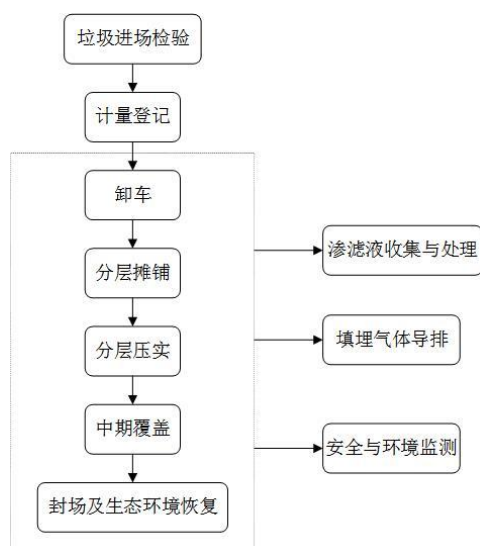 垃圾进场检验
计量登记
卸车
分层摊铺
分层压实
中期覆盖
封场及生态环境恢复
渗滤液收集与处理
填埋气体导排
安全与环境监测